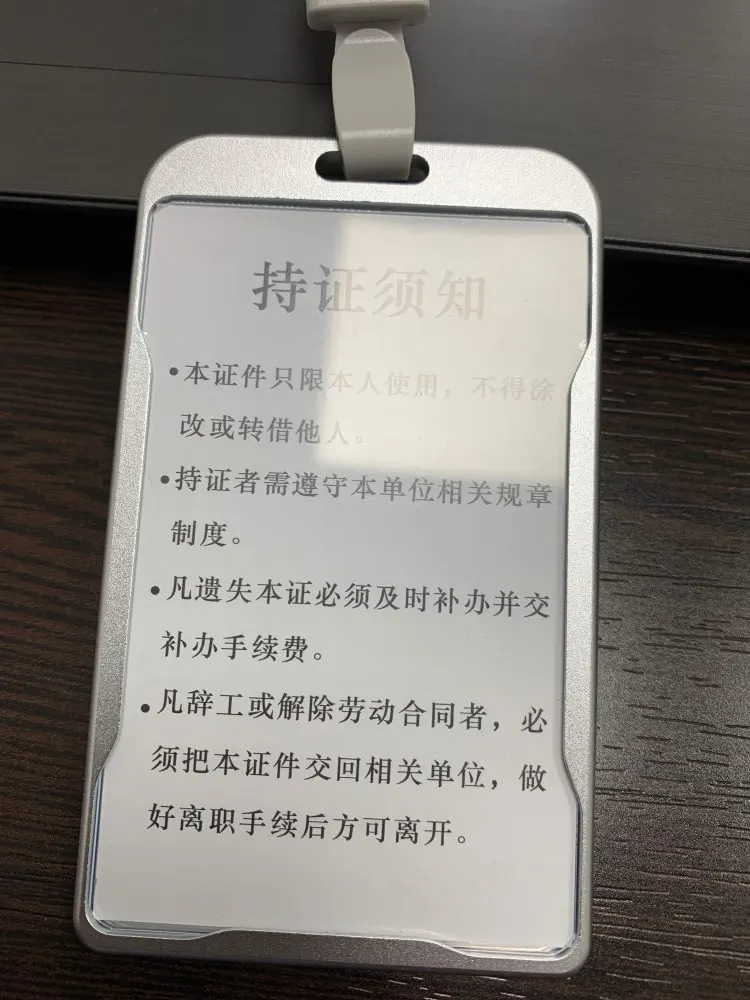 持证须知
•本证件只限本人使用，不得涂
改或转借他人。
•持证者需遵守本单位相关规章
制度。
•凡遗失本证必须及时补办并交
补办手续费。
•凡辞工或解除劳动合同者，必
须把本证件交回相关单位，做
好离职手续后方可离开。